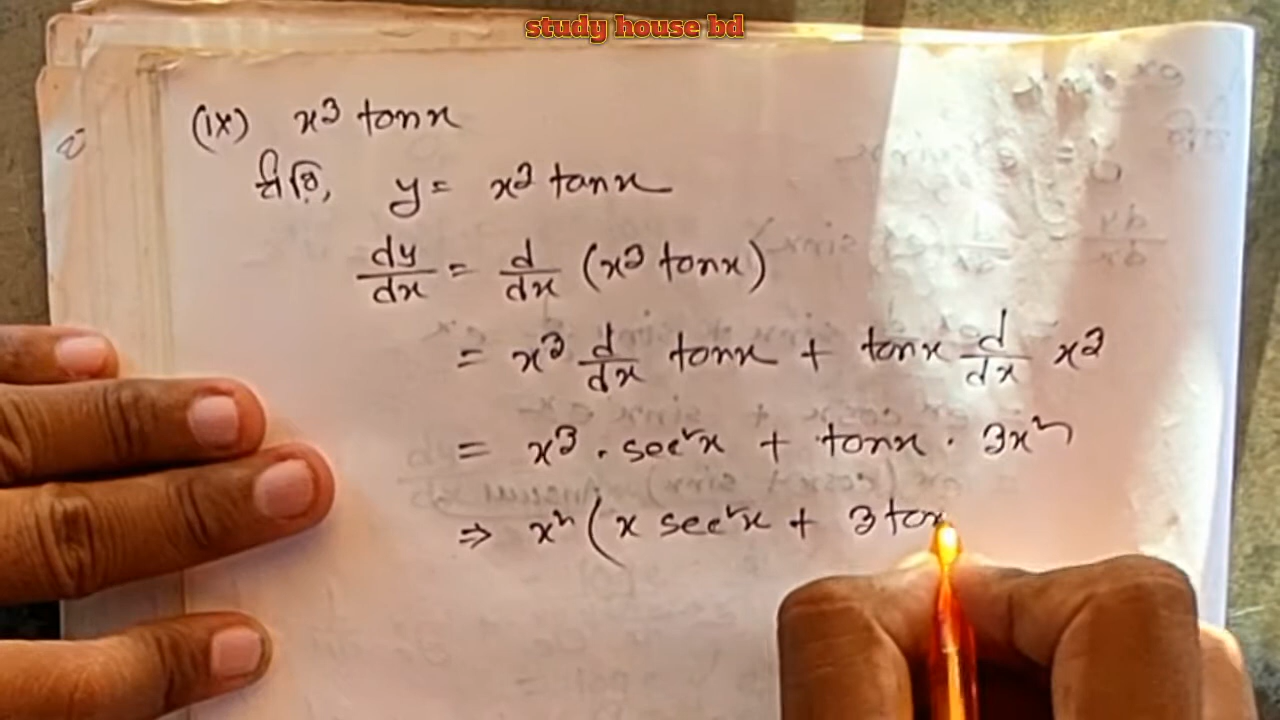 study house bd
(ix) x³ tanx
ধরি, y = x³ tanx
dy/dx = d/dx (x³ tanx)
= x³ d/dx tanx + tanx d/dx x³
= x³ . sec²x + tanx . 3x²
⇒ x² (x sec²x + 3 tan